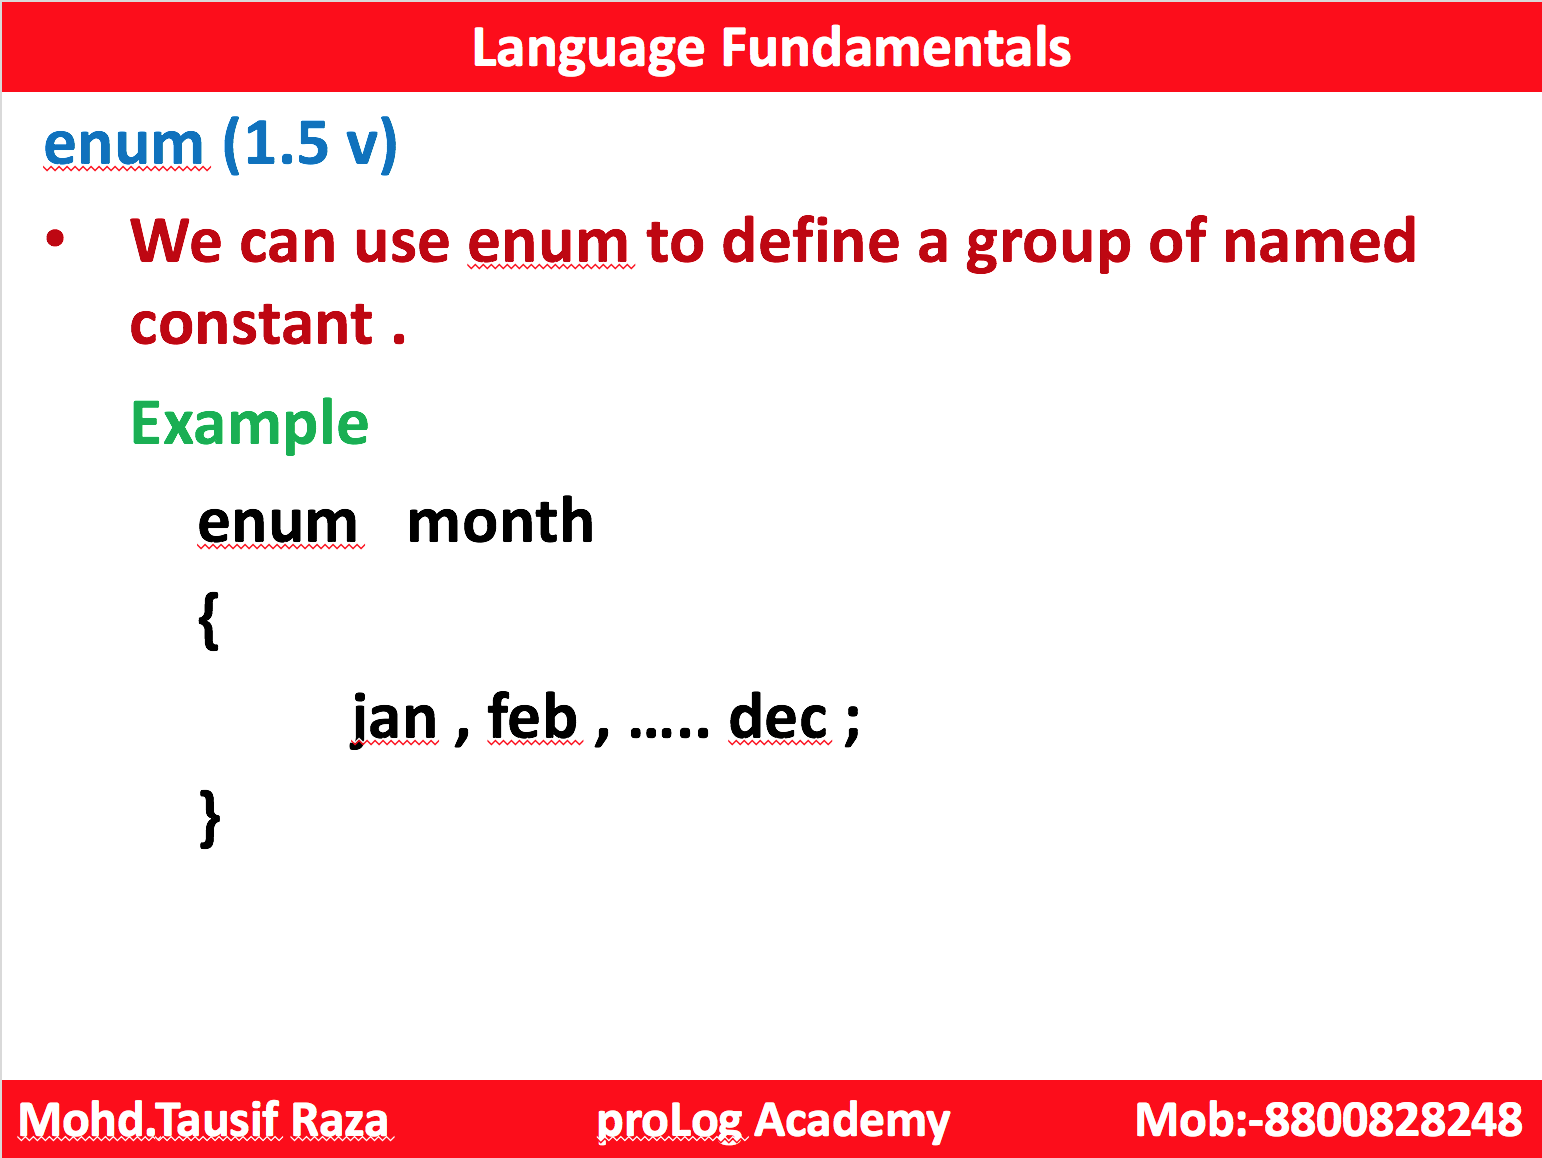 Language Fundamentals
enum (1.5 v)
• We can use enum to define a group of named
constant .
Example
enum month
{
jan , feb , ..... dec ;
}
Mohd.Tausif Raza proLog Academy Mob:-8800828248